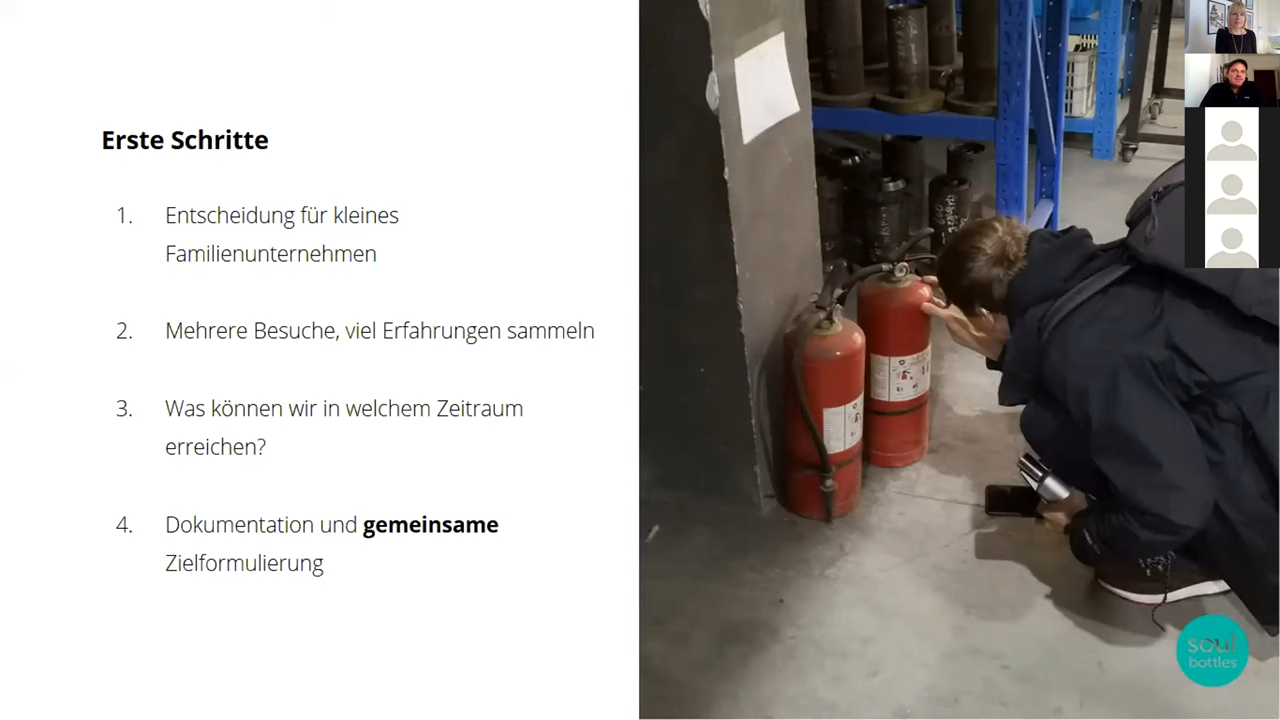 Erste Schritte
1. Entscheidung für kleines
Familienunternehmen
2. Mehrere Besuche, viel Erfahrungen sammeln
3. Was können wir in welchem Zeitraum
erreichen?
4. Dokumentation und gemeinsame
Zielformulierung
soul
bottles